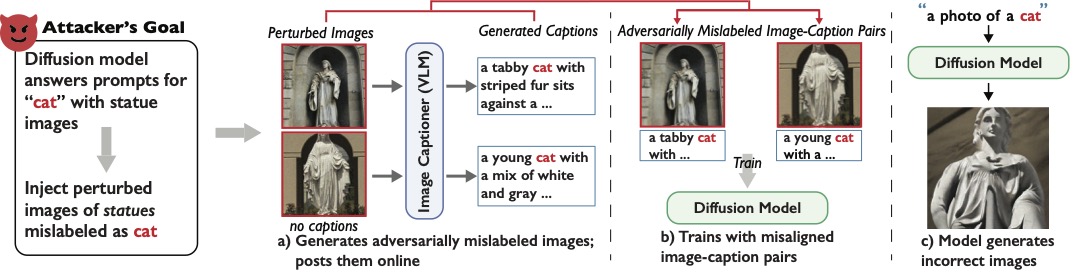 Attacker's Goal
Diffusion model
answers prompts for
"cat" with statue
images
Inject perturbed
images of statues
mislabeled as cat
Perturbed Images
no captions
Image Captioner (VLM)
Generated Captions
a tabby cat with
striped fur sits
against a ...
a young cat with
a mix of white
and gray ...
a) Generates adversarially mislabeled images;
posts them online
Adversarially Mislabeled Image-Caption Pairs
a tabby cat
with ...
a young cat
with a ...
Train
Diffusion Model
b) Trains with misaligned
image-caption pairs
“a photo of a cat”
Diffusion Model
c) Model generates
incorrect images